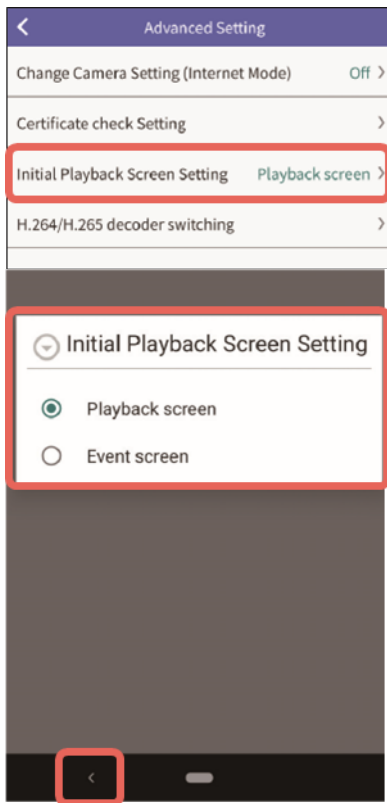 Advanced Setting
Change Camera Setting (Internet Mode) Off
Certificate check Setting
Initial Playback Screen Setting Playback screen
H.264/H.265 decoder switching
Initial Playback Screen Setting
Playback screen
Event screen